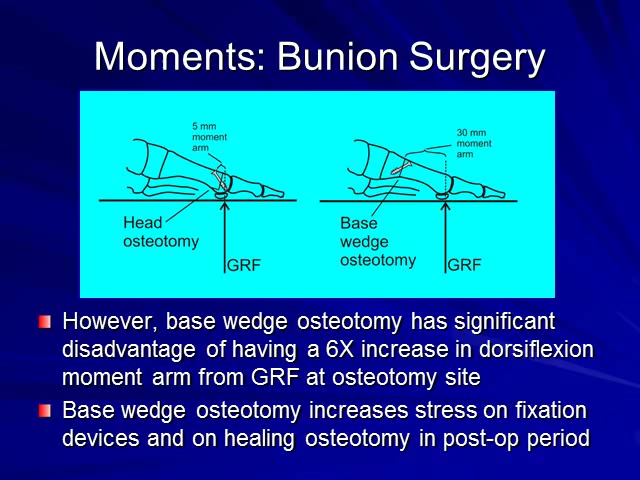 Moments: Bunion Surgery
5 mm
moment
arm
Head
osteotomy
GRF
30 mm
moment
arm
Base
wedge
osteotomy
GRF
However, base wedge osteotomy has significant
disadvantage of having a 6X increase in dorsiflexion
moment arm from GRF at osteotomy site
Base wedge osteotomy increases stress on fixation
devices and on healing osteotomy in post-op period